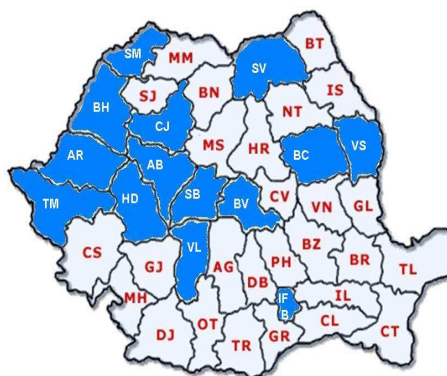 SM
MM
SV
BT
BH
SJ
BN
IS
CJ
NT
MS
HR
BC
VS
AR
AB
TM
HD
SB
BV
CV
VN
GL
CS
VL
GJ
AG
PH
BZ
BR
TL
MH
DB
IF
B
IL
DJ
OT
TR
GR
CL
CT